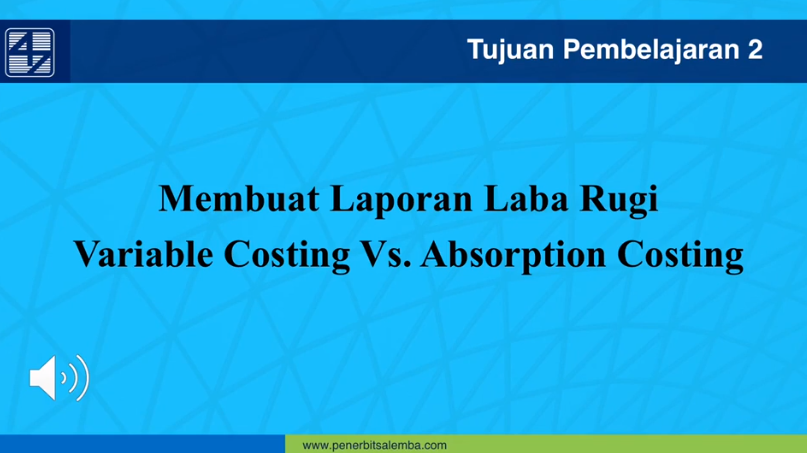 Tujuan Pembelajaran 2
Membuat Laporan Laba Rugi
Variable Costing Vs. Absorption Costing
www.penerbitsalemba.com